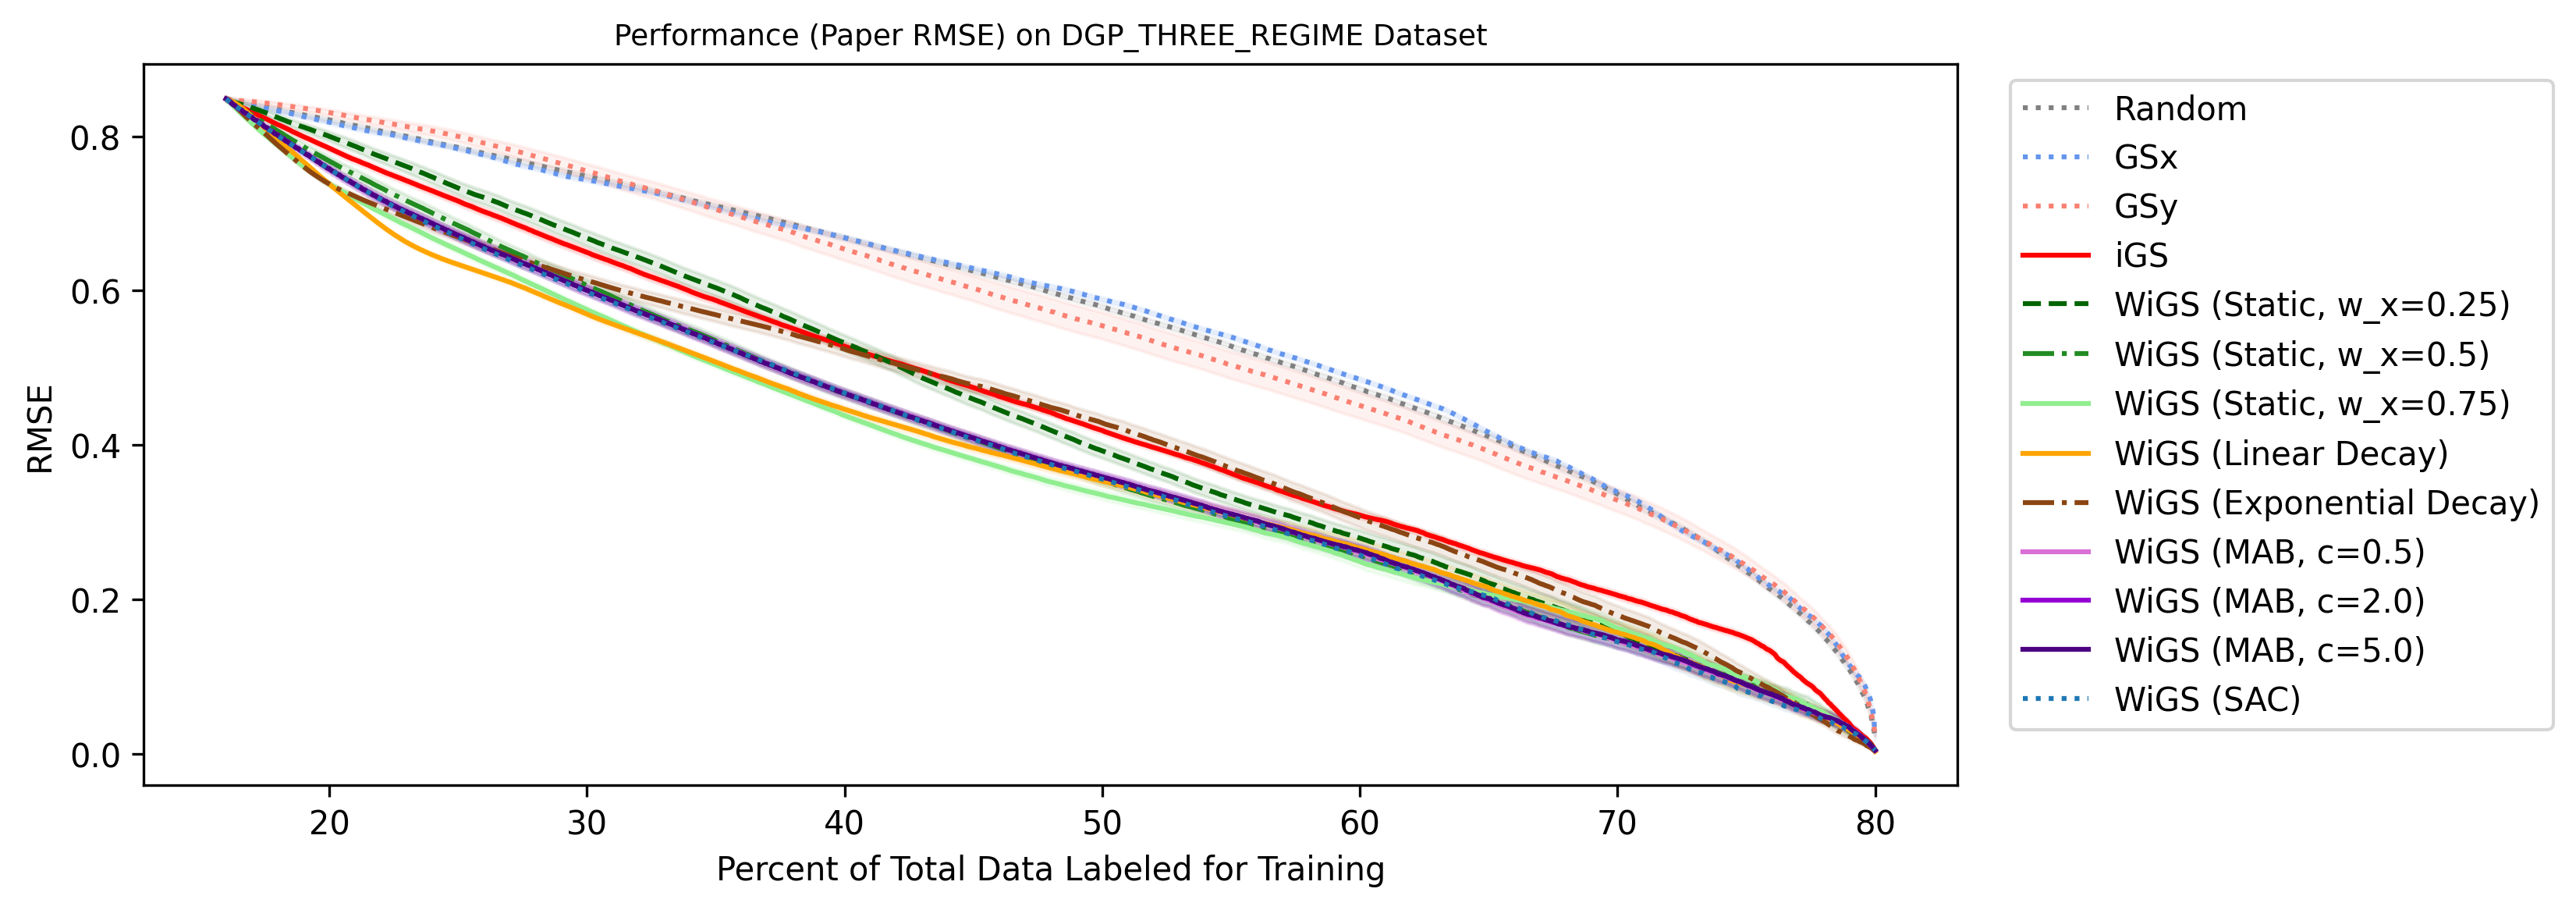 Performance (Paper RMSE) on DGP_THREE_REGIME Dataset
RMSE
0.8
0.6
0.4
0.2
0.0
20 30 40 50 60 70 80
Percent of Total Data Labeled for Training
Random
GSx
GSy
iGS
WiGS (Static, w_x=0.25)
WiGS (Static, w_x=0.5)
WiGS (Static, w_x=0.75)
WiGS (Linear Decay)
WiGS (Exponential Decay)
WiGS (MAB, c=0.5)
WiGS (MAB, c=2.0)
WiGS (MAB, c=5.0)
WiGS (SAC)